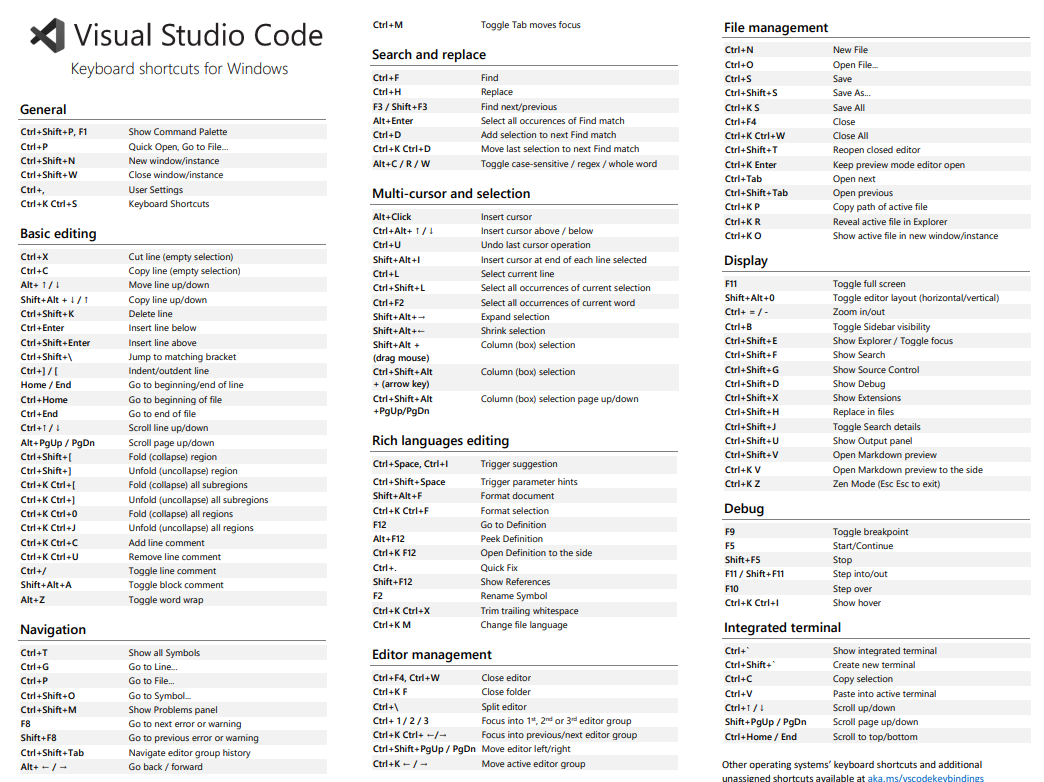 Visual Studio Code
Keyboard shortcuts for Windows
General
Ctrl+Shift+P, F1 Show Command Palette
Ctrl+P Quick Open, Go to File…
Ctrl+Shift+N New window/instance
Ctrl+Shift+W Close window/instance
Ctrl+, User Settings
Ctrl+K Ctrl+S Keyboard Shortcuts
Basic editing
Ctrl+X Cut line (empty selection)
Ctrl+C Copy line (empty selection)
Alt+ ↑ / ↓ Move line up/down
Shift+Alt + ↓ / ↑ Copy line up/down
Ctrl+Shift+K Delete line
Ctrl+Enter Insert line below
Ctrl+Shift+Enter Insert line above
Ctrl+Shift+\ Jump to matching bracket
Ctrl+] / [ Indent/outdent line
Home / End Go to beginning/end of line
Ctrl+Home Go to beginning of file
Ctrl+End Go to end of file
Ctrl+↑ / ↓ Scroll line up/down
Alt+PgUp / PgDn Scroll page up/down
Ctrl+Shift+[ Fold (collapse) region
Ctrl+Shift+] Unfold (uncollapse) region
Ctrl+K Ctrl+[ Fold (collapse) all subregions
Ctrl+K Ctrl+] Unfold (uncollapse) all subregions
Ctrl+K Ctrl+0 Fold (collapse) all regions
Ctrl+K Ctrl+J Unfold (uncollapse) all regions
Ctrl+K Ctrl+C Add line comment
Ctrl+K Ctrl+U Remove line comment
Ctrl+/ Toggle line comment
Shift+Alt+A Toggle block comment
Alt+Z Toggle word wrap
Navigation
Ctrl+T Show all Symbols
Ctrl+G Go to Line...
Ctrl+P Go to File...
Ctrl+Shift+O Go to Symbol...
Ctrl+Shift+M Show Problems panel
F8 Go to next error or warning
Shift+F8 Go to previous error or warning
Ctrl+Shift+Tab Navigate editor group history
Alt+ ← / → Go back / forward
Ctrl+M Toggle Tab moves focus
Search and replace
Ctrl+F Find
Ctrl+H Replace
F3 / Shift+F3 Find next/previous
Alt+Enter Select all occurences of Find match
Ctrl+D Add selection to next Find match
Ctrl+K Ctrl+D Move last selection to next Find match
Alt+C / R / W Toggle case-sensitive / regex / whole word
Multi-cursor and selection
Alt+Click Insert cursor
Ctrl+Alt+ ↑ / ↓ Insert cursor above / below
Ctrl+U Undo last cursor operation
Shift+Alt+I Insert cursor at end of each line selected
Ctrl+L Select current line
Ctrl+Shift+L Select all occurrences of current selection
Ctrl+F2 Select all occurrences of current word
Shift+Alt+→ Expand selection
Shift+Alt+← Shrink selection
Shift+Alt + Column (box) selection
(drag mouse)
Ctrl+Shift+Alt Column (box) selection
+ (arrow key)
Ctrl+Shift+Alt Column (box) selection page up/down
+PgUp/PgDn
Rich languages editing
Ctrl+Space, Ctrl+I Trigger suggestion
Ctrl+Shift+Space Trigger parameter hints
Shift+Alt+F Format document
Ctrl+K Ctrl+F Format selection
F12 Go to Definition
Alt+F12 Peek Definition
Ctrl+K F12 Open Definition to the side
Ctrl+. Quick Fix
Shift+F12 Show References
F2 Rename Symbol
Ctrl+K Ctrl+X Trim trailing whitespace
Ctrl+K M Change file language
Editor management
Ctrl+F4, Ctrl+W Close editor
Ctrl+K F Close folder
Ctrl+\ Split editor
Ctrl+ 1 / 2 / 3 Focus into 1st, 2nd or 3rd editor group
Ctrl+K Ctrl+ ←/→ Focus into previous/next editor group
Ctrl+Shift+PgUp / PgDn Move editor left/right
Ctrl+K ← / → Move active editor group
File management
Ctrl+N New File
Ctrl+O Open File...
Ctrl+S Save
Ctrl+Shift+S Save As...
Ctrl+K S Save All
Ctrl+F4 Close
Ctrl+K Ctrl+W Close All
Ctrl+Shift+T Reopen closed editor
Ctrl+K Enter Keep preview mode editor open
Ctrl+Tab Open next
Ctrl+Shift+Tab Open previous
Ctrl+K P Copy path of active file
Ctrl+K R Reveal active file in Explorer
Ctrl+K O Show active file in new window/instance
Display
F11 Toggle full screen
Shift+Alt+0 Toggle editor layout (horizontal/vertical)
Ctrl+ = / - Zoom in/out
Ctrl+B Toggle Sidebar visibility
Ctrl+Shift+E Show Explorer / Toggle focus
Ctrl+Shift+F Show Search
Ctrl+Shift+G Show Source Control
Ctrl+Shift+D Show Debug
Ctrl+Shift+X Show Extensions
Ctrl+Shift+H Replace in files
Ctrl+Shift+J Toggle Search details
Ctrl+Shift+U Show Output panel
Ctrl+Shift+V Open Markdown preview
Ctrl+K V Open Markdown preview to the side
Ctrl+K Z Zen Mode (Esc Esc to exit)
Debug
F9 Toggle breakpoint
F5 Start/Continue
Shift+F5 Stop
F11 / Shift+F11 Step into/out
F10 Step over
Ctrl+K Ctrl+I Show hover
Integrated terminal
Ctrl+` Show integrated terminal
Ctrl+Shift+` Create new terminal
Ctrl+C Copy selection
Ctrl+V Paste into active terminal
Ctrl+↑ / ↓ Scroll up/down
Shift+PgUp / PgDn Scroll page up/down
Ctrl+Home / End Scroll to top/bottom
Other operating systems’ keyboard shortcuts and additional
unassigned shortcuts available at aka.ms/vscodekeybindings